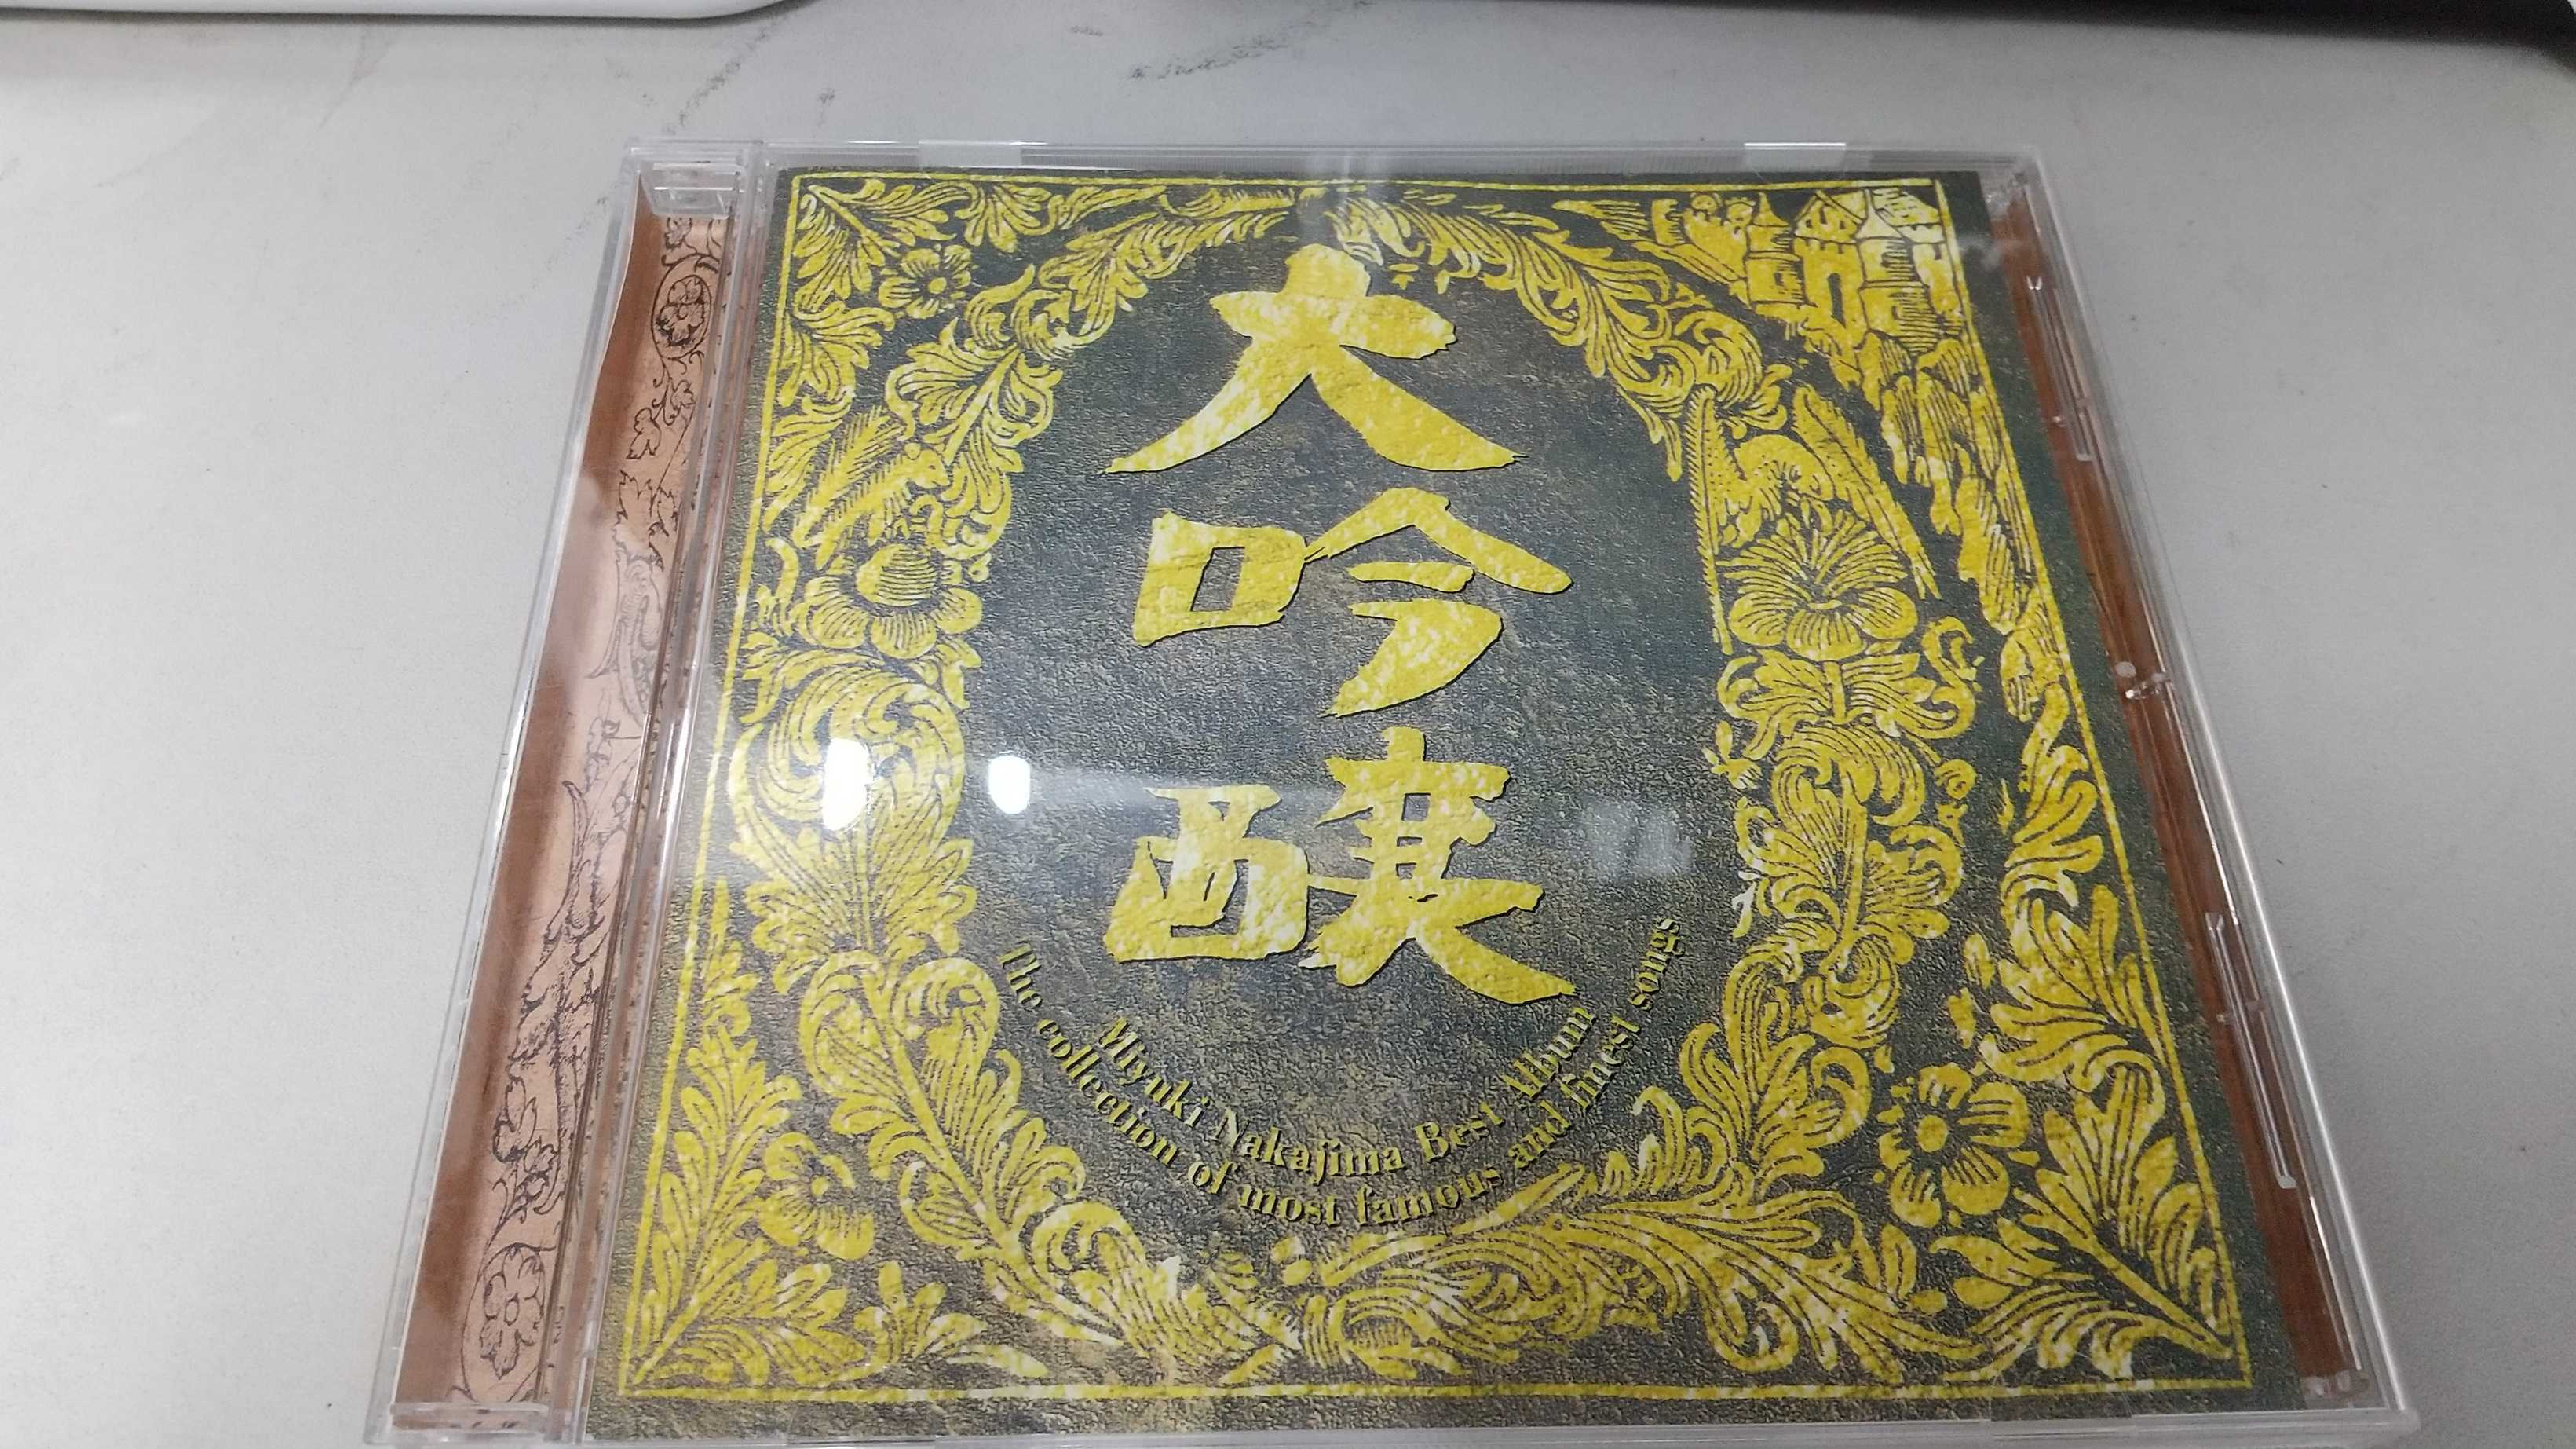 大
吟
醸
Miyuki Nakajima Best Album
The collection of most famous and finest songs